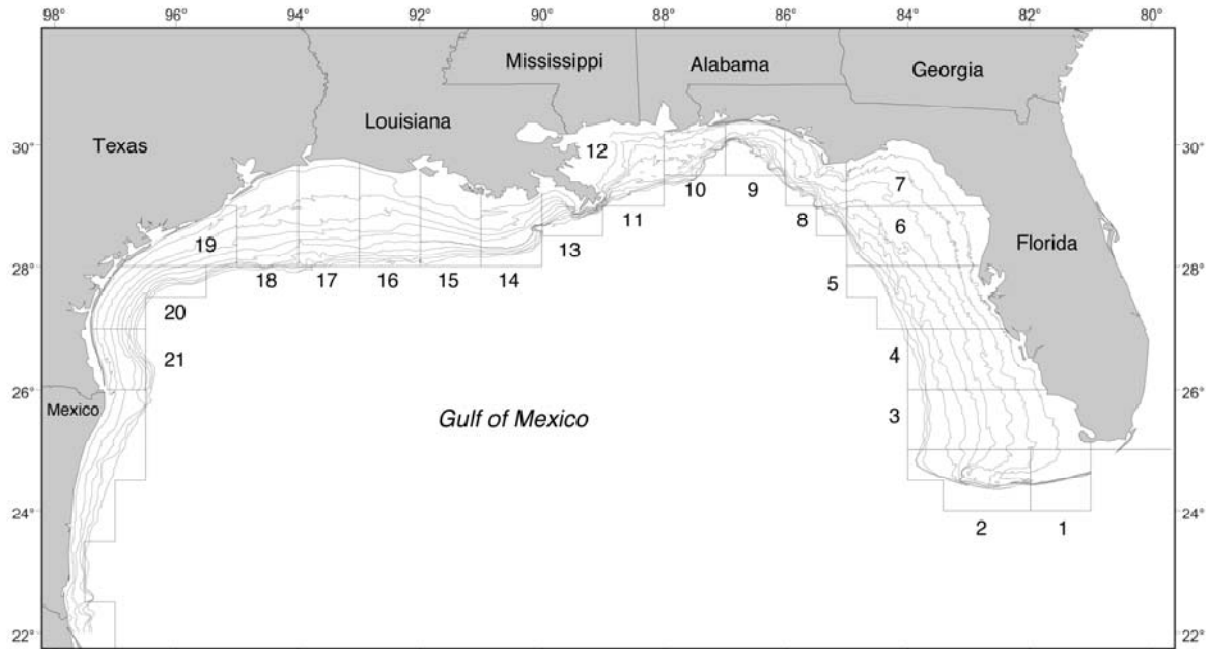 98° 96° 94° 92° 90° 88° 86° 84° 82° 80°
Mississippi Alabama Georgia
Louisiana
Texas
30° 12 30°
7
10 9
11 8 6
19 13 Florida
28° 28°
18 17 16 15 14 5
20
21 4
26° 26°
Mexico
Gulf of Mexico 3
24° 24°
2 1
22° 22°